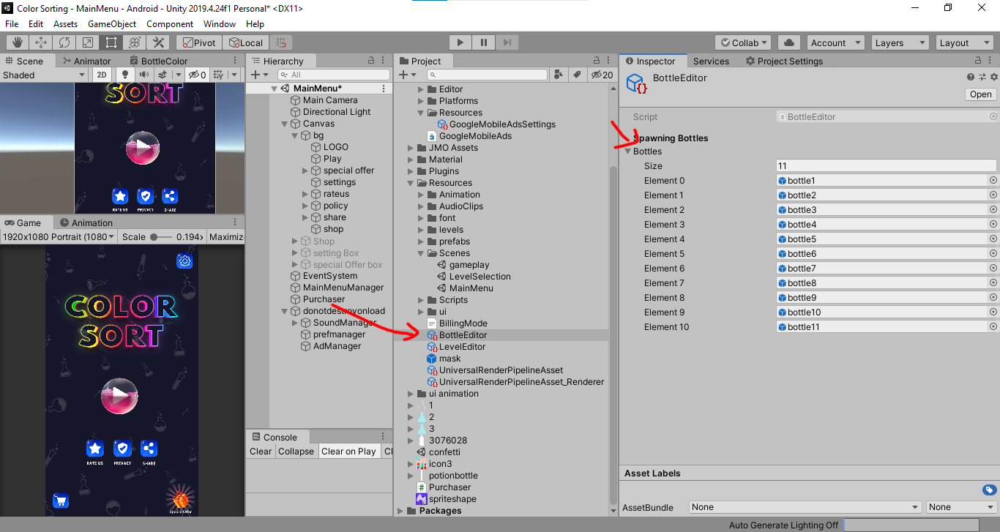 Color Sorting - MainMenu - Android - Unity 2019.4.24f1 Personal* <DX11>
File Edit Assets GameObject Component Window Help
Pivot Local Collab Account Layers Layout
Scene Animator BottleColor
Shaded 2D 0
SORT
RATE US PRIVACY SHARE
Game Animation
1920x1080 Portrait (1080 Scale 0.194x Maximiz
COLOR
SORT
RATE US PRIVACY SHARE
Special Offer
Hierarchy
All
MainMenu*
Main Camera
Directional Light
Canvas
bg
LOGO
Play
special offer
settings
rateus
policy
share
shop
Shop
setting Box
special Offer box
EventSystem
MainMenuManager
Purchaser
donotdestroyonload
SoundManager
prefmanager
AdManager
Console
Clear Collapse Clear on Play
Project
20
Editor
Platforms
Resources
GoogleMobileAdsSettings
GoogleMobileAds
JMO Assets
Material
Plugins
Resources
Animation
AudioClips
font
levels
prefabs
Scenes
gameplay
LevelSelection
MainMenu
Scripts
ui
BillingMode
BottleEditor
LevelEditor
mask
UniversalRenderPipelineAsset
UniversalRenderPipelineAsset_Renderer
ui animation
1
2
3
3076028
confetti
icon3
potionbottle
Purchaser
spriteshape
Packages
Inspector Services Project Settings
BottleEditor
Open
Script BottleEditor
Spawning Bottles
Bottles
Size 11
Element 0 bottle1
Element 1 bottle2
Element 2 bottle3
Element 3 bottle4
Element 4 bottle5
Element 5 bottle6
Element 6 bottle7
Element 7 bottle8
Element 8 bottle9
Element 9 bottle10
Element 10 bottle11
Asset Labels
AssetBundle None None
Auto Generate Lighting Off